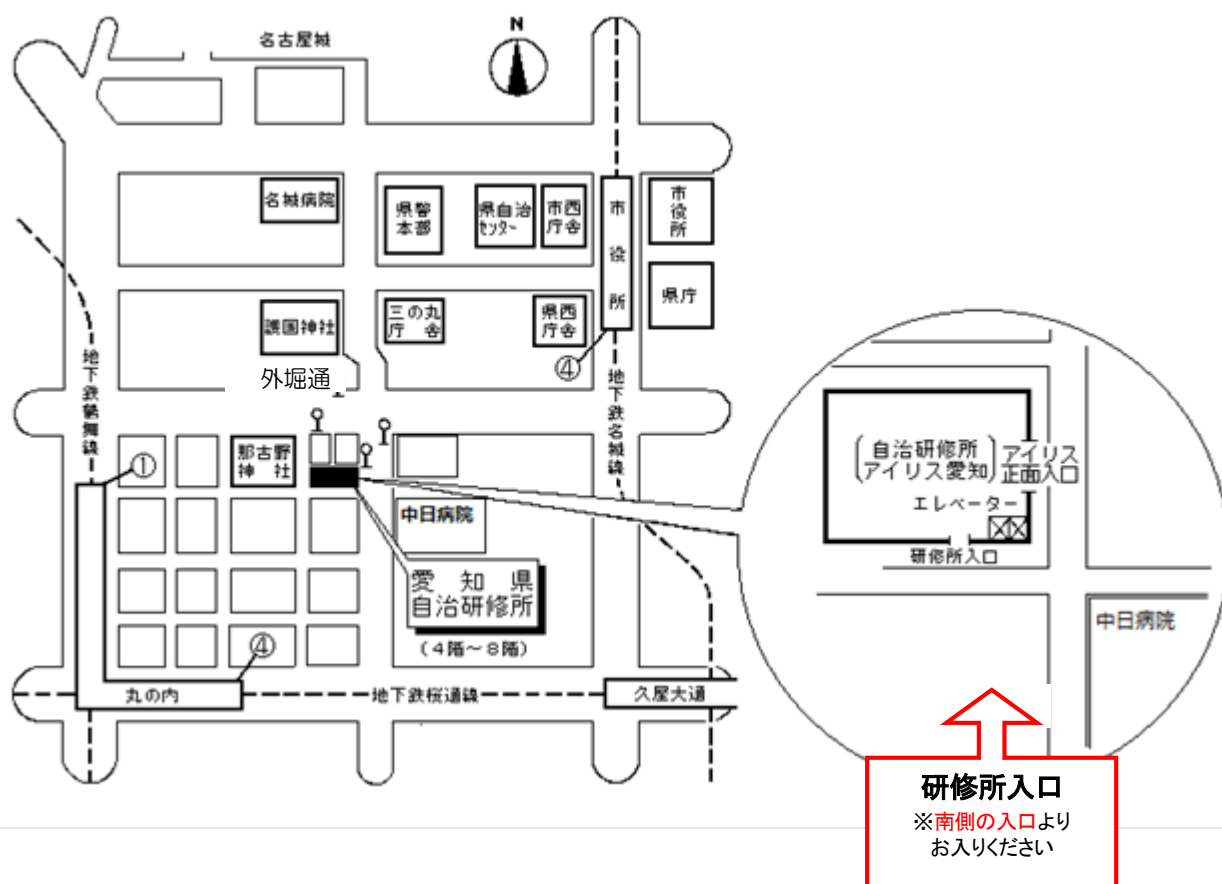 N
名古屋城
名城病院
県警
本部
県自治
センター
市西
庁舎
市役所
市役所
護国神社
三の丸
庁舎
県西
庁舎
県庁
④
外堀通
地下鉄鶴舞線
地下鉄名城線
①
那古野
神社
中日病院
愛知県
自治研修所
(4階~8階)
④
丸の内
地下鉄桜通線
久屋大通
自治研修所
アイリス愛知
アイリス
正面入口
エレベーター
研修所入口
中日病院
研修所入口
※南側の入口より
お入りください